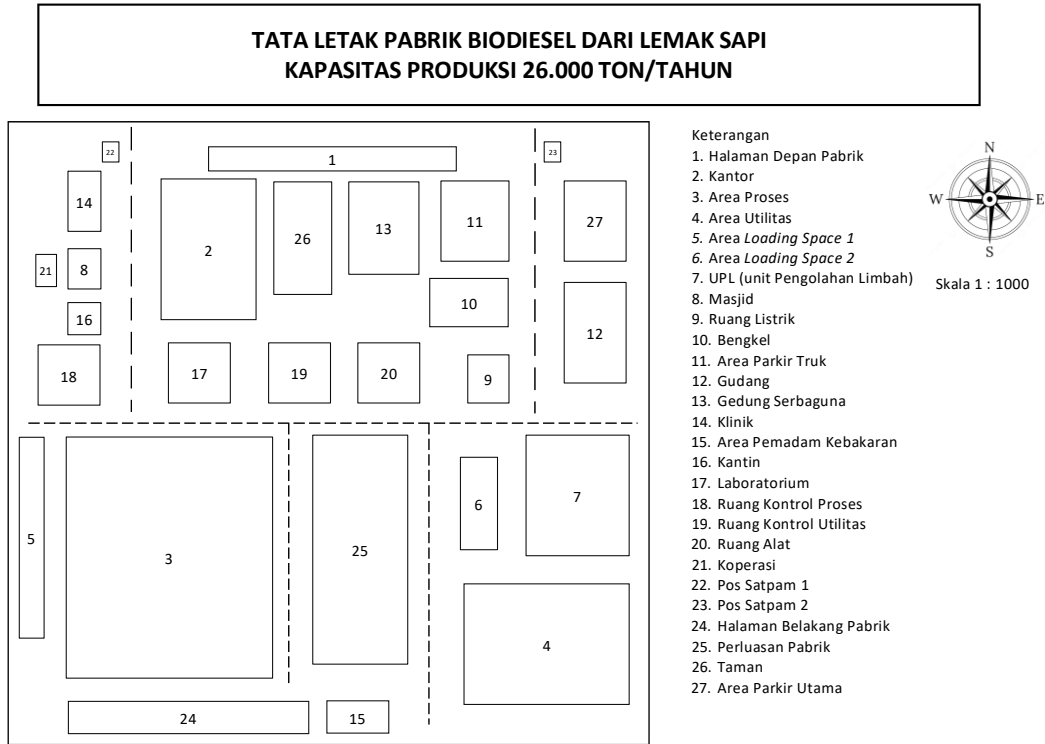 TATA LETAK PABRIK BIODIESEL DARI LEMAK SAPI
KAPASITAS PRODUKSI 26.000 TON/TAHUN
22
1
23
14
2
26
13
11
27
21
8
10
16
12
18
17
19
20
9
5
3
25
6
7
4
24
15
Keterangan
1. Halaman Depan Pabrik
2. Kantor
3. Area Proses
4. Area Utilitas
5. Area Loading Space 1
6. Area Loading Space 2
7. UPL (unit Pengolahan Limbah)
8. Masjid
9. Ruang Listrik
10. Bengkel
11. Area Parkir Truk
12. Gudang
13. Gedung Serbaguna
14. Klinik
15. Area Pemadam Kebakaran
16. Kantin
17. Laboratorium
18. Ruang Kontrol Proses
19. Ruang Kontrol Utilitas
20. Ruang Alat
21. Koperasi
22. Pos Satpam 1
23. Pos Satpam 2
24. Halaman Belakang Pabrik
25. Perluasan Pabrik
26. Taman
27. Area Parkir Utama
N
W
E
S
Skala 1 : 1000